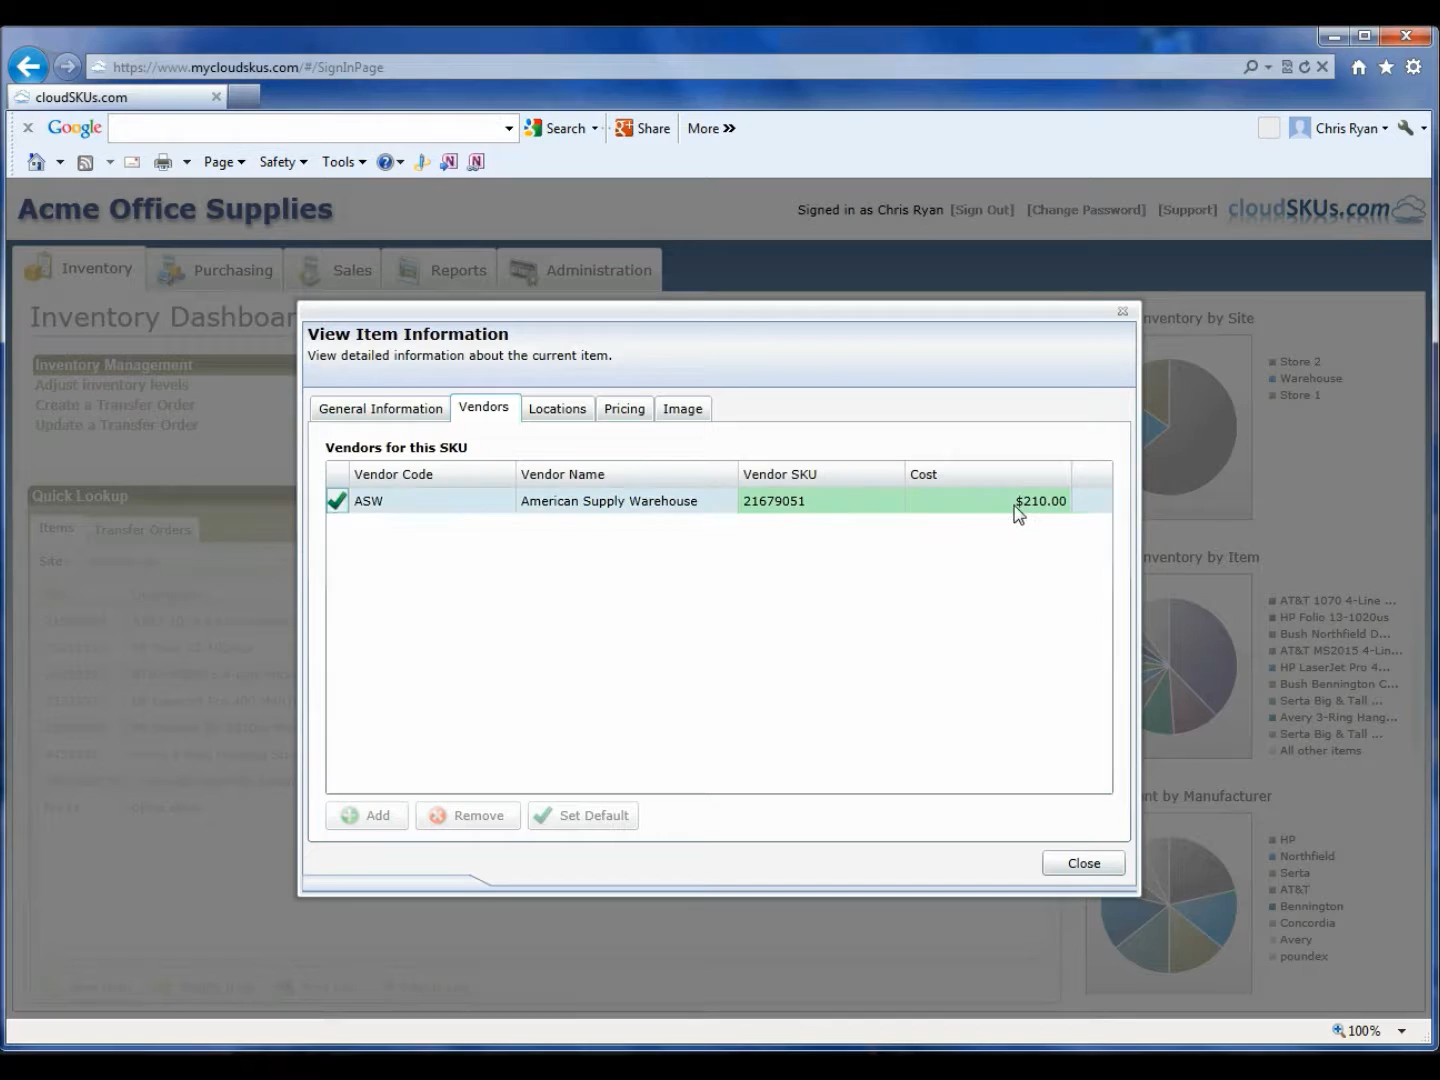 https://www.mycloudskus.com/#/SignInPage
cloudSKUs.com
Google
Search
Share
More »
Chris Ryan
Page
Safety
Tools
Acme Office Supplies
Signed in as Chris Ryan [Sign Out] [Change Password] [Support] cloudSKUs.com
Inventory
Purchasing
Sales
Reports
Administration
Inventory Dashboar
Inventory Management
Adjust inventory levels
Create a Transfer Order
Update a Transfer Order
Quick Lookup
Items
Transfer Orders
Site:
View Item Information
View detailed information about the current item.
General Information
Vendors
Locations
Pricing
Image
Vendors for this SKU
Vendor Code Vendor Name Vendor SKU Cost
ASW American Supply Warehouse 21679051 $210.00
Add
Remove
Set Default
Close
nventory by Site
Store 2
Warehouse
Store 1
nventory by Item
AT&T 1070 4-Line ...
HP Folio 13-1020us
Bush Northfield D...
AT&T MS2015 4-Lin...
HP LaserJet Pro 4...
Bush Bennington C...
Serta Big & Tall ...
Avery 3-Ring Hang...
Serta Big & Tall ...
All other items
nt by Manufacturer
HP
Northfield
Serta
AT&T
Bennington
Concordia
Avery
poundex
100%